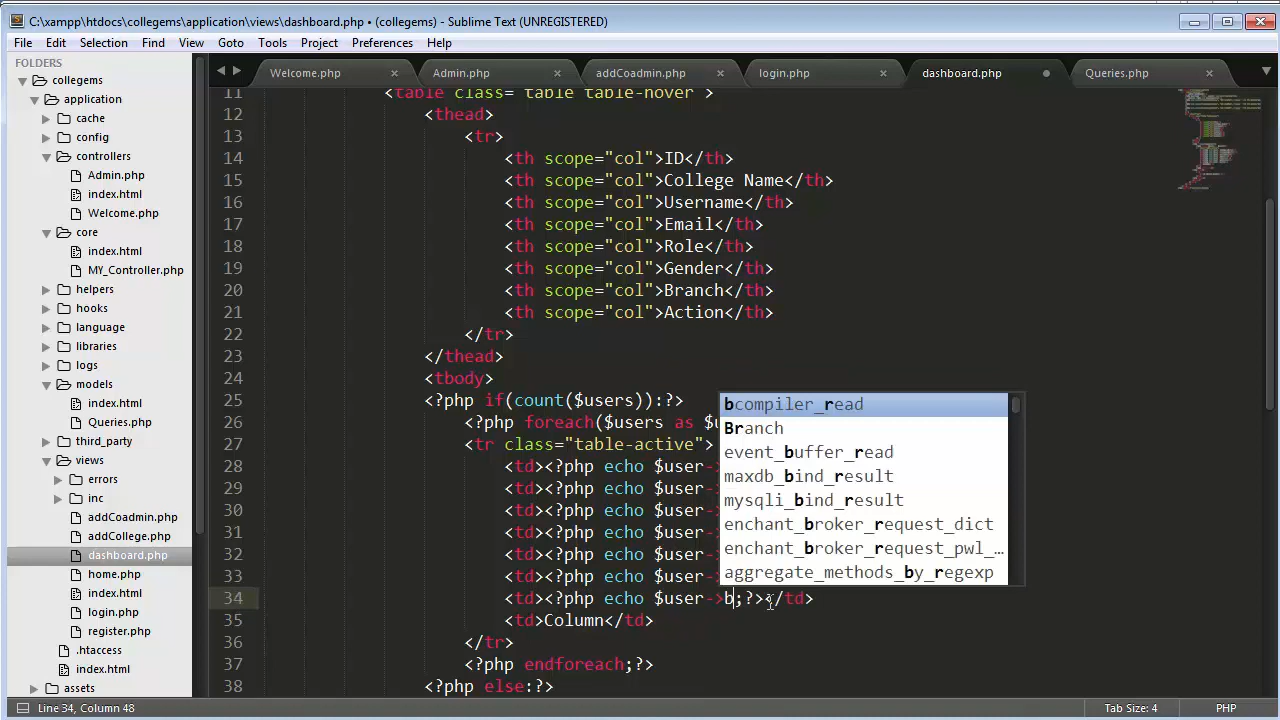 C:\xampp\htdocs\collegems\application\views\dashboard.php • (collegems) - Sublime Text (UNREGISTERED)
File Edit Selection Find View Goto Tools Project Preferences Help
FOLDERS
collegems
application
cache
config
controllers
Admin.php
index.html
Welcome.php
core
index.html
MY_Controller.php
helpers
hooks
language
libraries
logs
models
index.html
Queries.php
third_party
views
errors
inc
addCoadmin.php
addCollege.php
dashboard.php
home.php
index.html
login.php
register.php
.htaccess
index.html
assets
Welcome.php Admin.php addCoadmin.php login.php dashboard.php Queries.php
11 <table class= table table-hover >
12 <thead>
13 <tr>
14 <th scope="col">ID</th>
15 <th scope="col">College Name</th>
16 <th scope="col">Username</th>
17 <th scope="col">Email</th>
18 <th scope="col">Role</th>
19 <th scope="col">Gender</th>
20 <th scope="col">Branch</th>
21 <th scope="col">Action</th>
22 </tr>
23 </thead>
24 <tbody>
25 <?php if(count($users)):?>
26 <?php foreach($users as $u
27 <tr class="table-active">
28 <td><?php echo $user-
29 <td><?php echo $user-
30 <td><?php echo $user-
31 <td><?php echo $user-
32 <td><?php echo $user-
33 <td><?php echo $user-
34 <td><?php echo $user->b;?></td>
35 <td>Column</td>
36 </tr>
37 <?php endforeach;?>
38 <?php else:?>
bcompiler_read
Branch
event_buffer_read
maxdb_bind_result
mysqli_bind_result
enchant_broker_request_dict
enchant_broker_request_pwl_…
aggregate_methods_by_regexp
Line 34, Column 48 Tab Size: 4 PHP